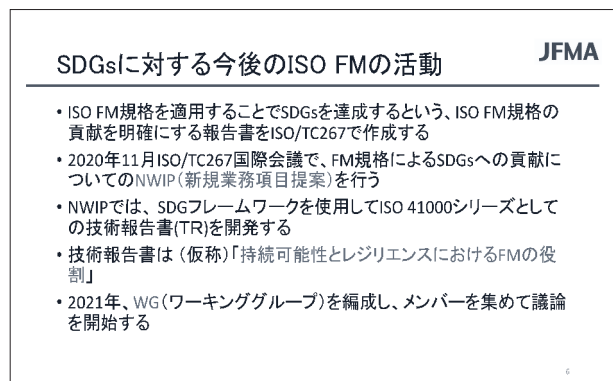 JFMA
SDGsに対する今後のISO FMの活動
• ISO FM規格を適用することでSDGsを達成するという、ISO FM規格の
貢献を明確にする報告書をISO/TC267で作成する
• 2020年11月ISO/TC267国際会議で、FM規格によるSDGsへの貢献に
ついてのNWIP(新規業務項目提案)を行う
• NWIPでは、SDGフレームワークを使用してISO 41000シリーズとして
の技術報告書(TR)を開発する
• 技術報告書は(仮称)「持続可能性とレジリエンスにおけるFMの役
割」
• 2021年、WG(ワーキンググループ)を編成し、メンバーを集めて議論
を開始する
6